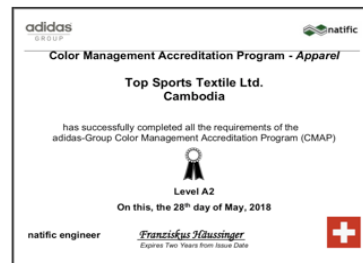 adidas
GROUP
natific
Color Management Accreditation Program - Apparel
Top Sports Textile Ltd.
Cambodia
has successfully completed all the requirements of the
adidas-Group Color Management Accreditation Program (CMAP)
Level A2
On this, the 28th day of May, 2018
natific engineer
Franziskus Häussinger
Expires Two Years from Issue Date